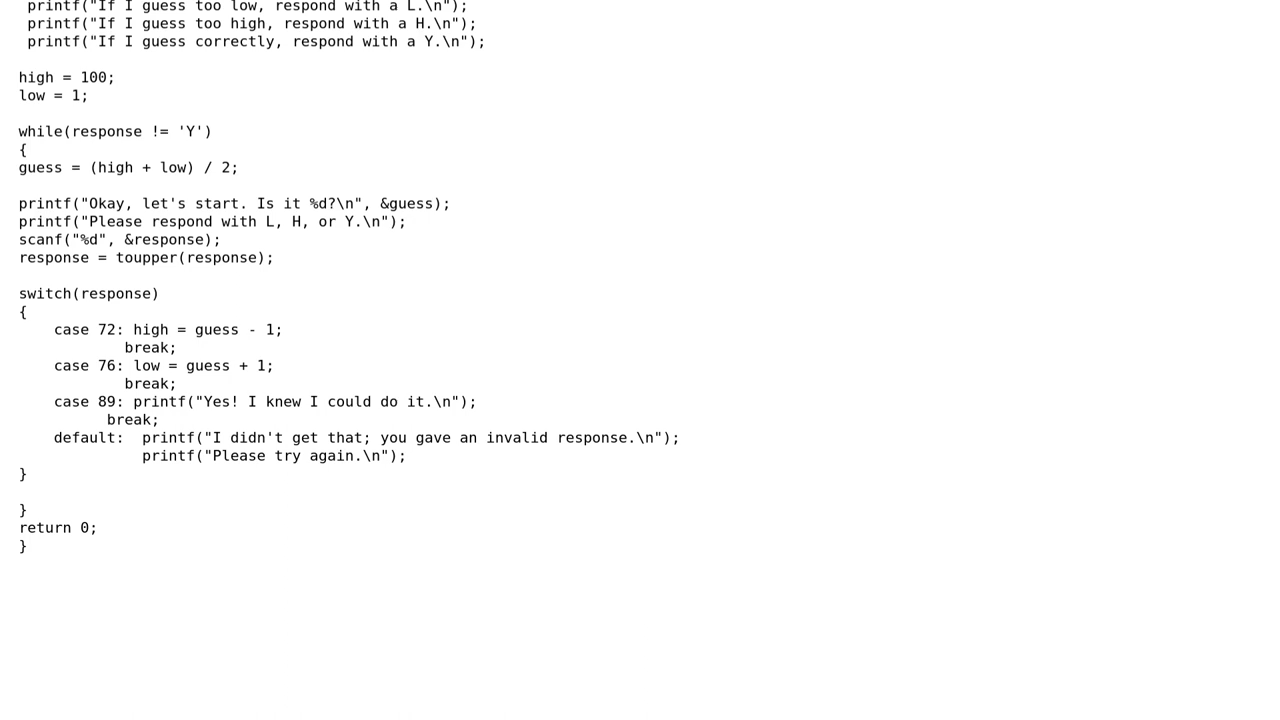 printf("If I guess too low, respond with a L.\n");
printf("If I guess too high, respond with a H.\n");
printf("If I guess correctly, respond with a Y.\n");
high = 100;
low = 1;
while(response != 'Y')
{
guess = (high + low) / 2;
printf("Okay, let's start. Is it %d?\n", &guess);
printf("Please respond with L, H, or Y.\n");
scanf("%d", &response);
response = toupper(response);
switch(response)
{
case 72: high = guess - 1;
break;
case 76: low = guess + 1;
break;
case 89: printf("Yes! I knew I could do it.\n");
break;
default:  printf("I didn't get that; you gave an invalid response.\n");
printf("Please try again.\n");
}
}
return 0;
}